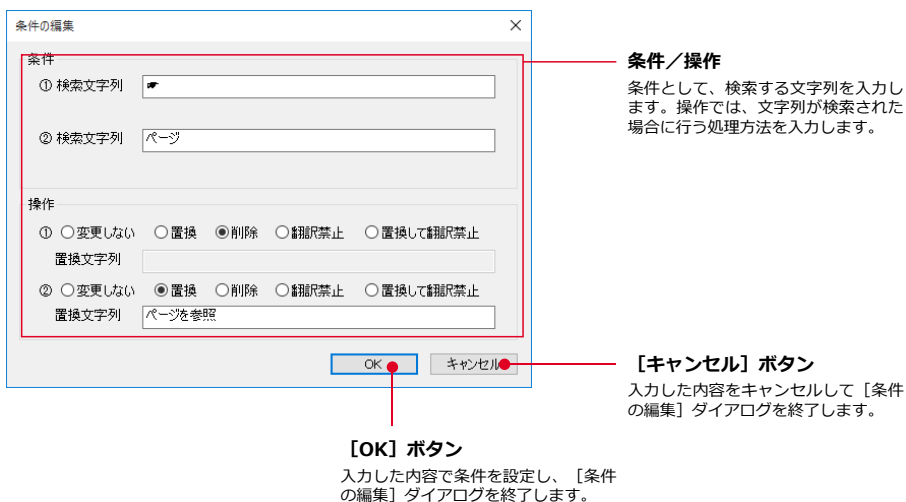 条件の編集
条件
① 検索文字列 ☛
② 検索文字列 ページ
操作
① 変更しない 置換 削除 翻訳禁止 置換して翻訳禁止
置換文字列
② 変更しない 置換 削除 翻訳禁止 置換して翻訳禁止
置換文字列 ページを参照
OK キャンセル
条件／操作
条件として、検索する文字列を入力し
ます。操作では、文字列が検索された
場合に行う処理方法を入力します。
［キャンセル］ボタン
入力した内容をキャンセルして［条件
の編集］ダイアログを終了します。
［OK］ボタン
入力した内容で条件を設定し、［条件
の編集］ダイアログを終了します。